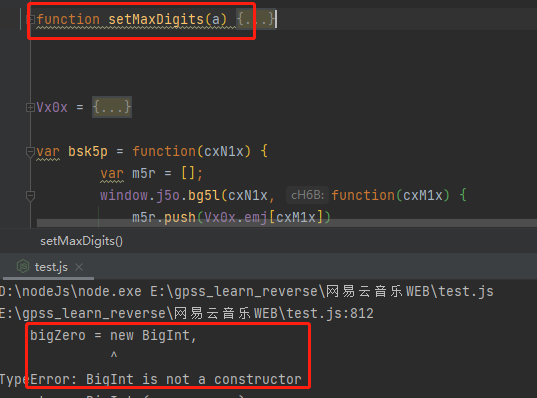 function setMaxDigits(a) {...}
Vx0x = {...}
var bsk5p = function(cxN1x) {
var m5r = [];
window.j5o.bg5l(cxN1x, cH6B: function(cxM1x) {
m5r.push(Vx0x.emj[cxM1x])
setMaxDigits()
test.js
D:\nodeJs\node.exe E:\gpss_learn_reverse\网易云音乐WEB\test.js
E:\gpss_learn_reverse\网易云音乐WEB\test.js:812
bigZero = new BigInt,
^
TypeError: BigInt is not a constructor